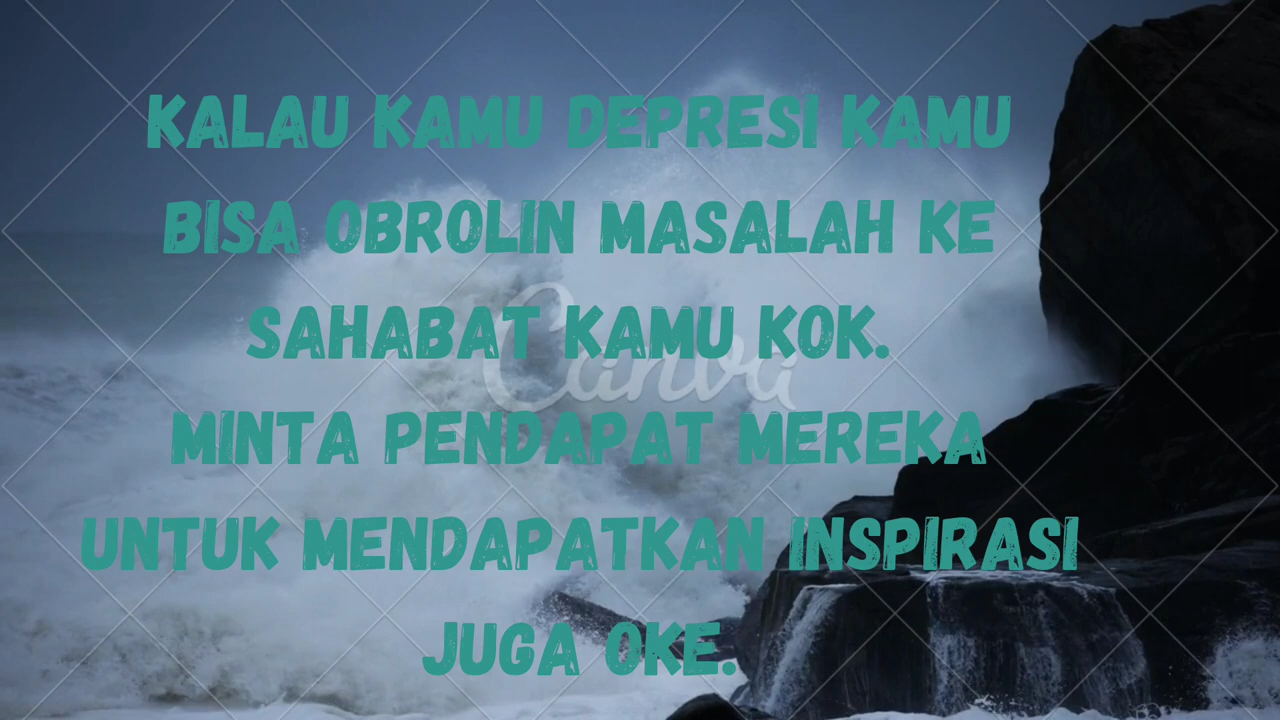 KALAU KAMU DEPRESI KAMU
BISA OBROLIN MASALAH KE
SAHABAT KAMU KOK.
Canva
MINTA PENDAPAT MEREKA
UNTUK MENDAPATKAN INSPIRASI
JUGA OKE.